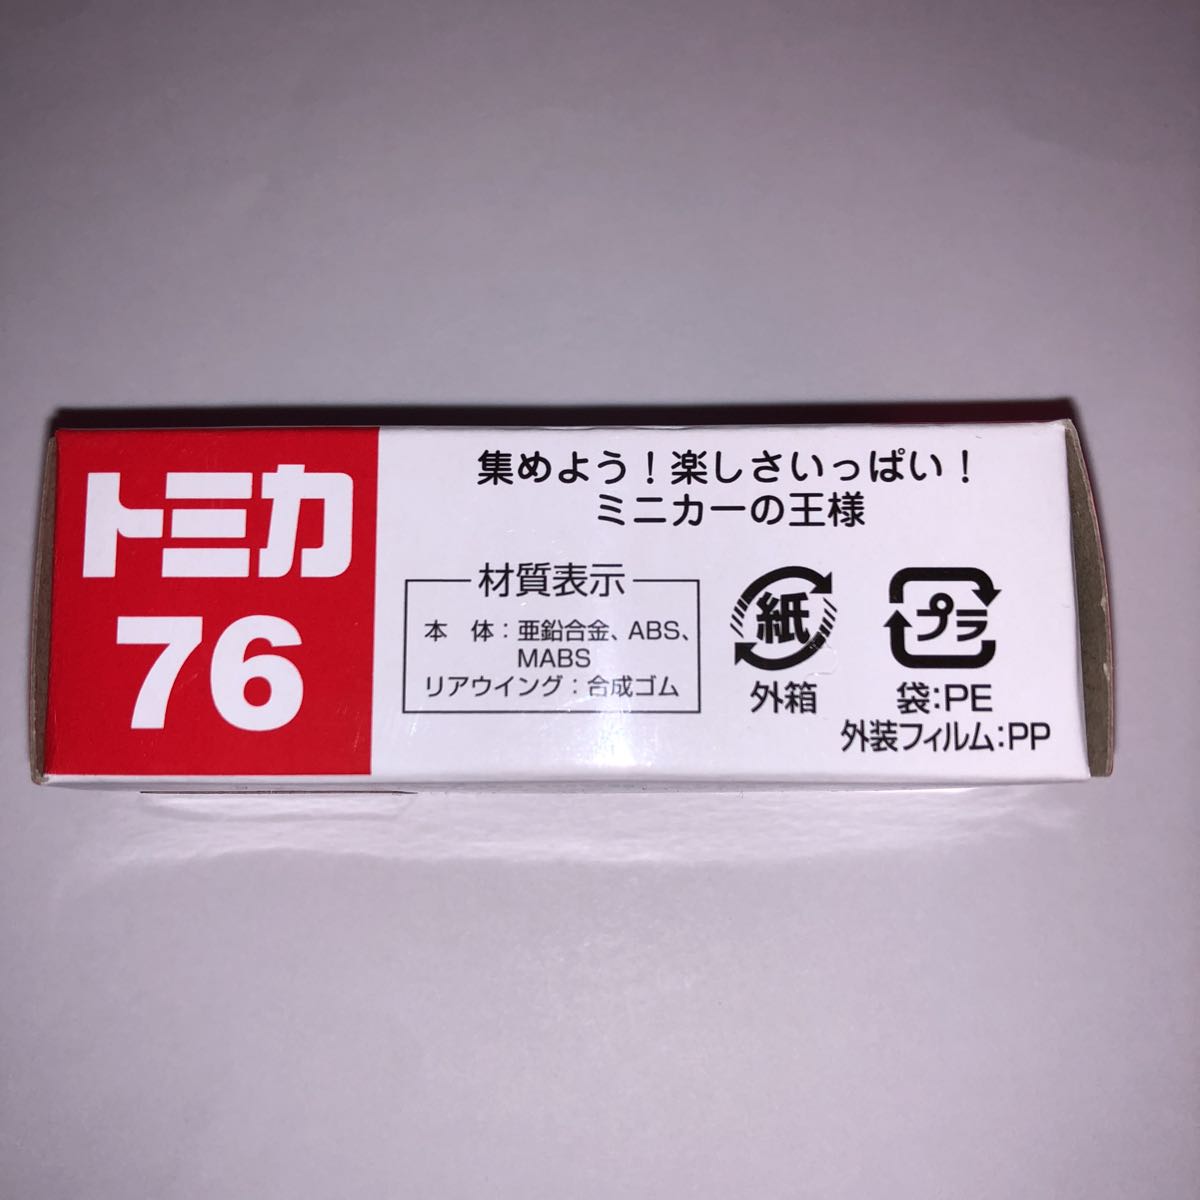 トミカ
76
集めよう！楽しさいっぱい！
ミニカーの王様
材質表示
本　体：亜鉛合金、ABS、
MABS
リアウイング：合成ゴム
紙
外箱
プラ
袋：PE
外装フィルム：PP